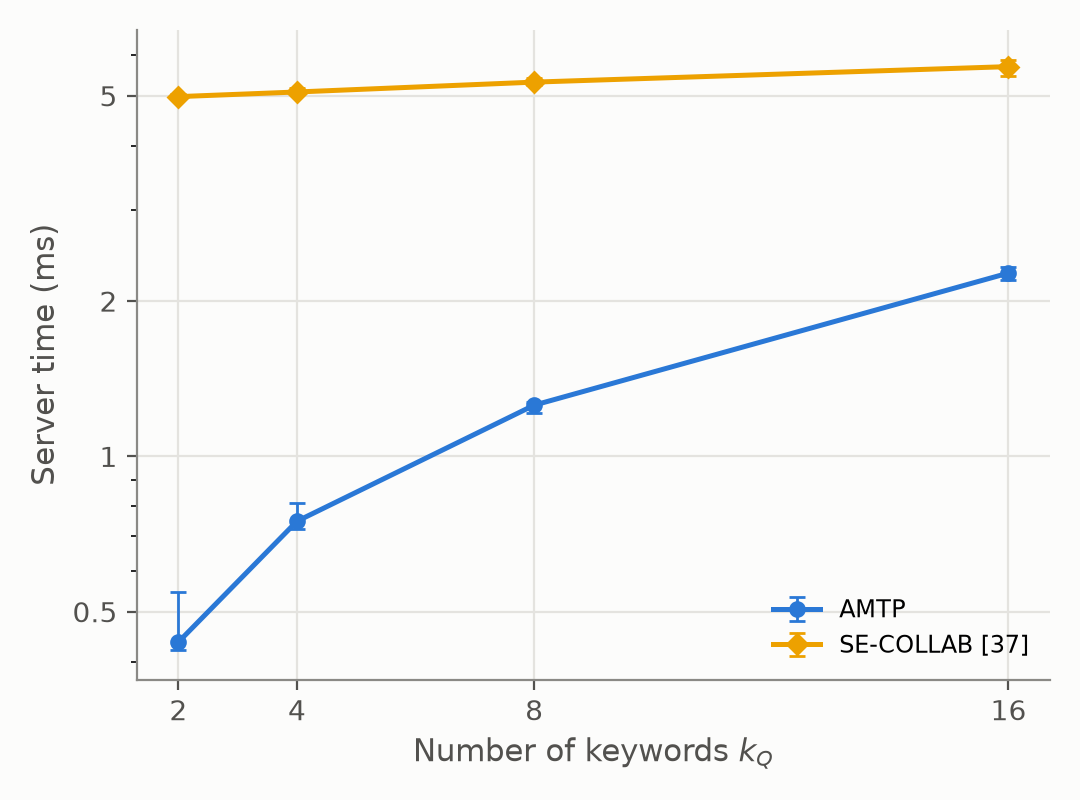 5
2
1
0.5
Server time (ms)
2 4 8 16
Number of keywords k_Q
AMTP
SE-COLLAB [37]